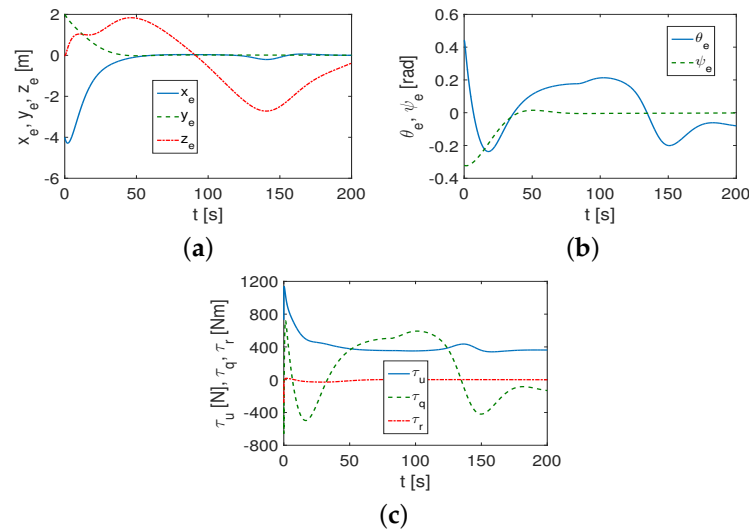 x_e, y_e, z_e [m]
2
0
-2
-4
-6
x_e
y_e
z_e
0 50 100 150 200
t [s]
(a)
θ_e, ψ_e [rad]
0.6
0.4
0.2
0
-0.2
-0.4
θ_e
ψ_e
0 50 100 150 200
t [s]
(b)
τ_u [N], τ_q, τ_r [Nm]
1200
800
400
0
-400
-800
τ_u
τ_q
τ_r
0 50 100 150 200
t [s]
(c)